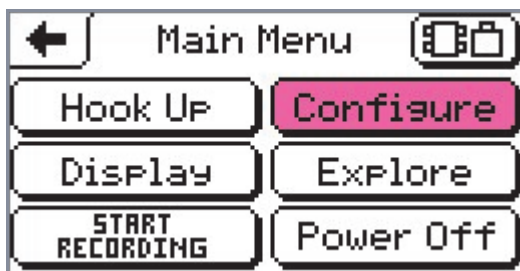 Main Menu
Hook Up
Configure
Display
Explore
START
RECORDING
Power Off